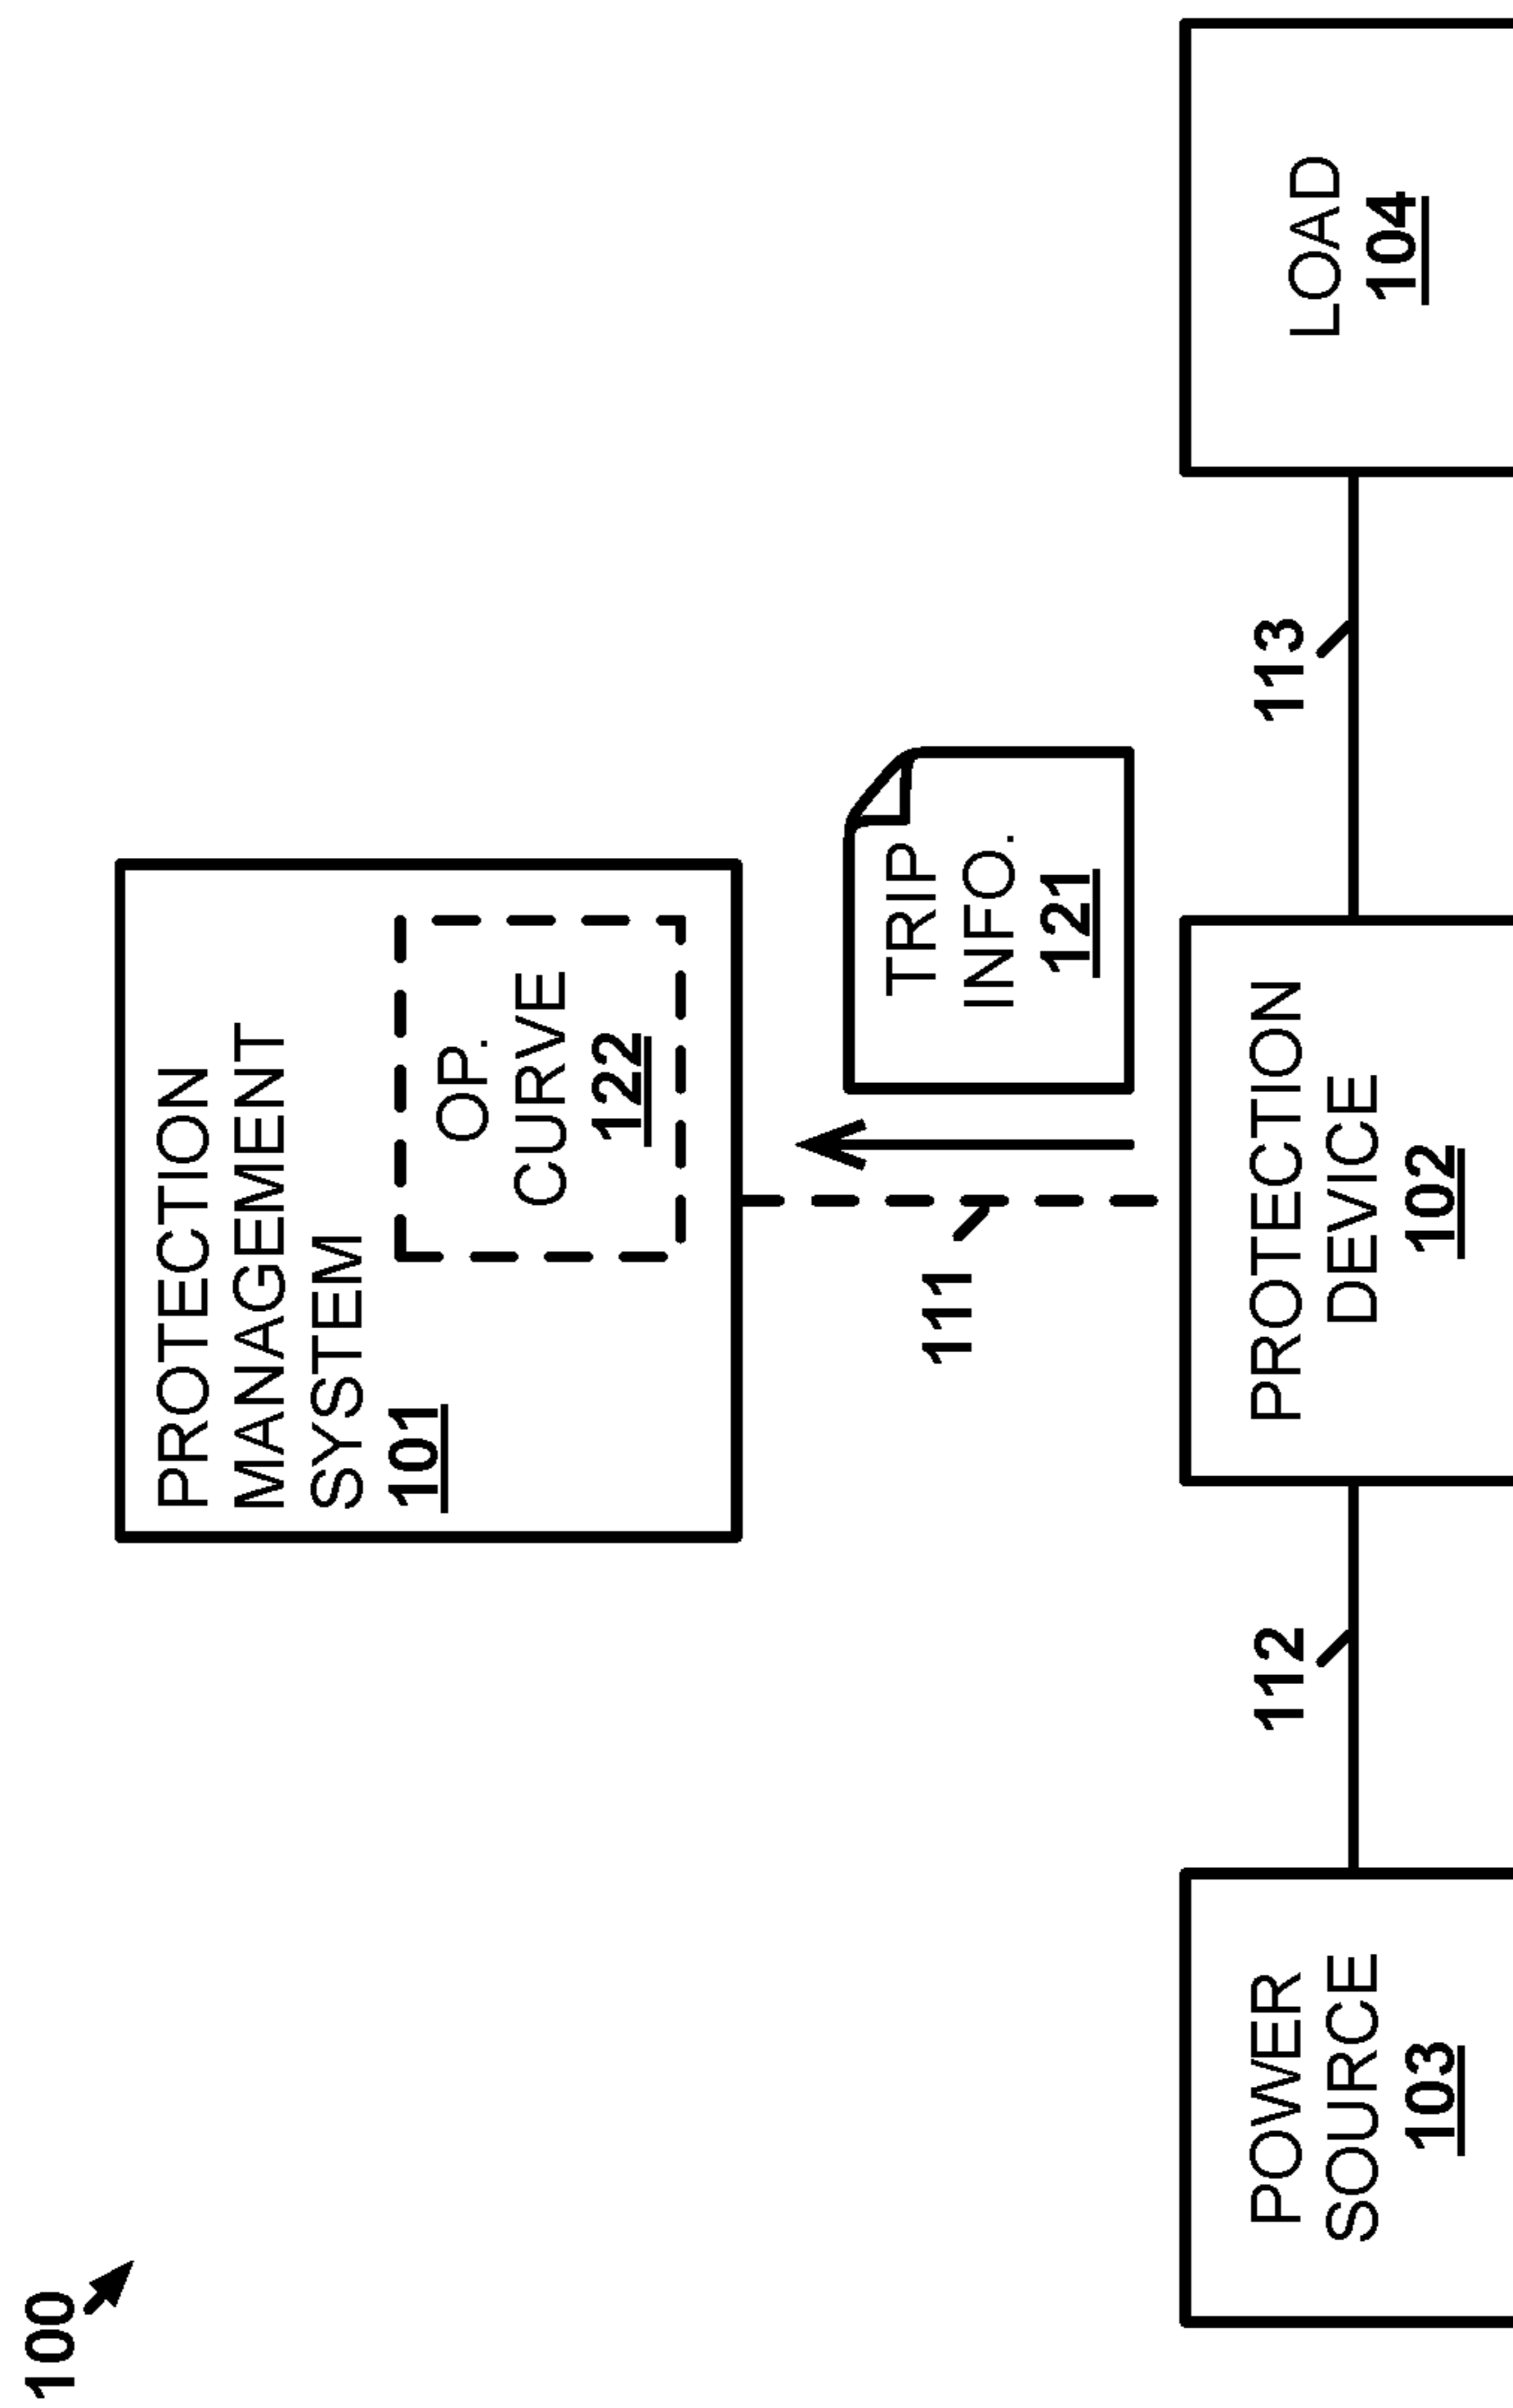 100
PROTECTION
MANAGEMENT
SYSTEM
101
OP.
CURVE
122
111
TRIP
INFO.
121
POWER
SOURCE
103
112
PROTECTION
DEVICE
102
113
LOAD
104